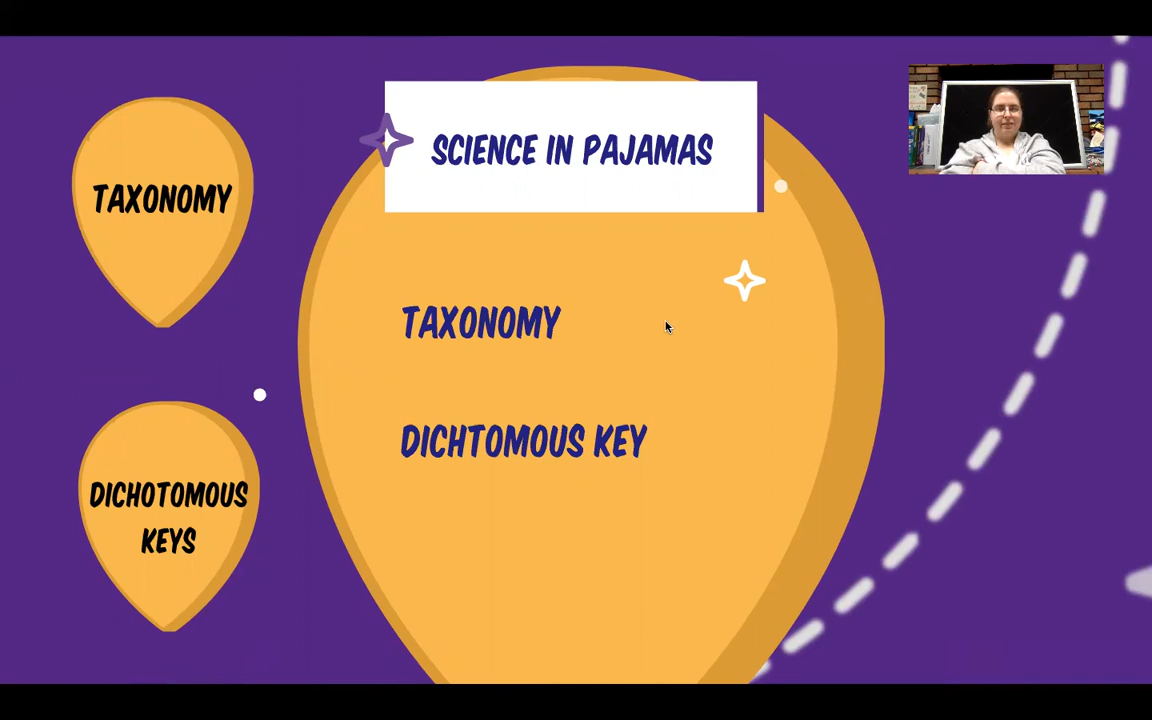 SCIENCE IN PAJAMAS
TAXONOMY
DICHOTOMOUS
KEYS
TAXONOMY
DICHTOMOUS KEY